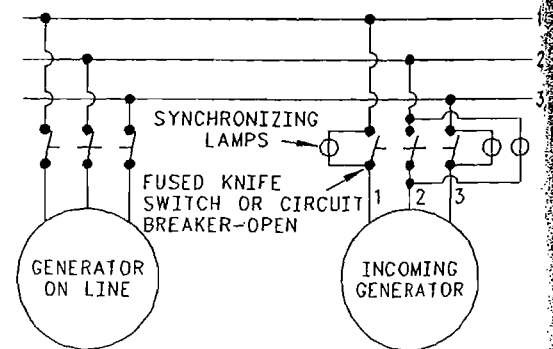 1
2
3
SYNCHRONIZING
LAMPS
FUSED KNIFE
SWITCH OR CIRCUIT
BREAKER-OPEN
1 2 3
GENERATOR
ON LINE
INCOMING
GENERATOR